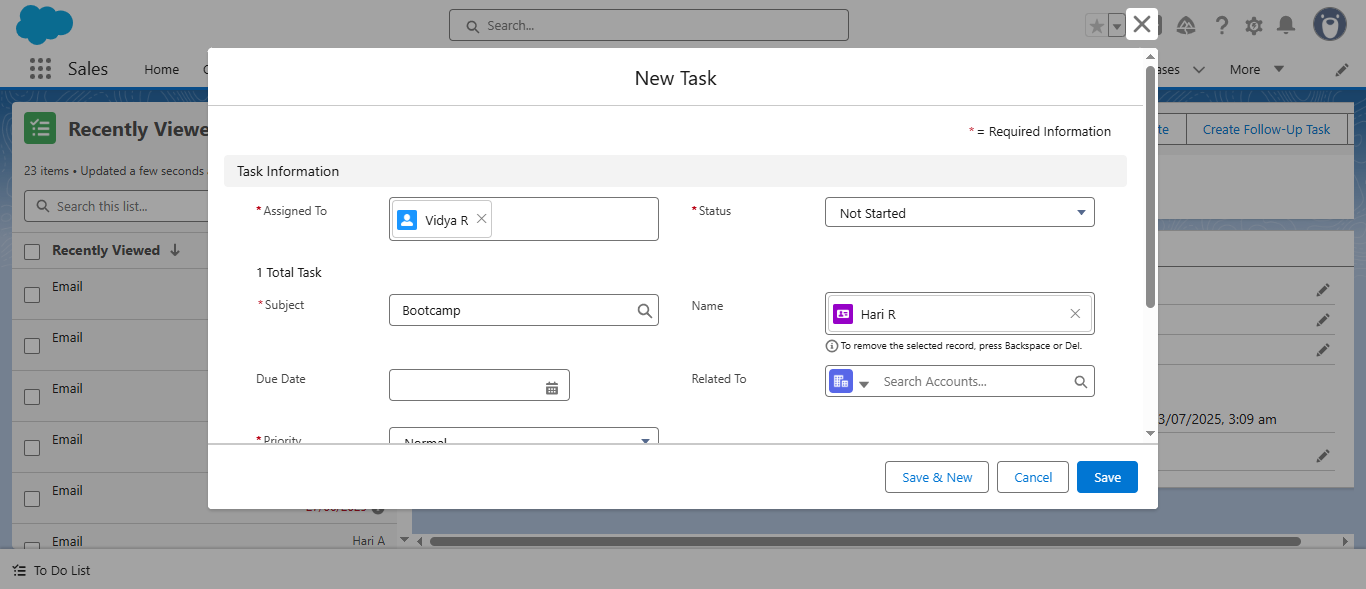 Search...
Sales
Home
ases
More
New Task
* = Required Information
Recently Viewe
te
Create Follow-Up Task
23 items • Updated a few seconds
Task Information
Search this list...
*Assigned To
Vidya R
*Status
Not Started
Recently Viewed
1 Total Task
Email
*Subject
Bootcamp
Name
Hari R
Email
To remove the selected record, press Backspace or Del.
Due Date
Related To
Search Accounts...
Email
3/07/2025, 3:09 am
Email
*Priority
Normal
Save & New
Cancel
Save
Email
Email
Hari A
To Do List